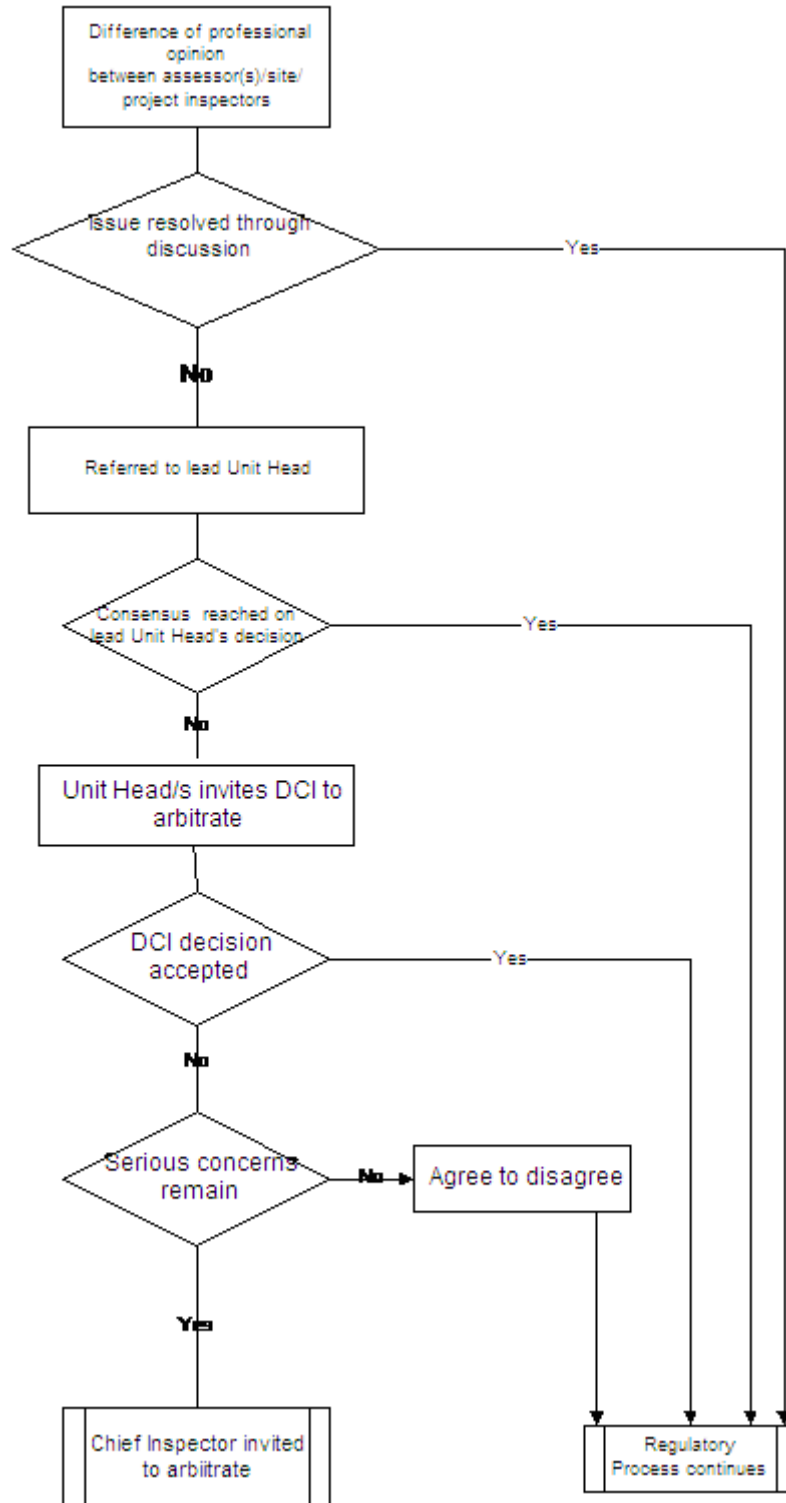 Difference of professional
opinion
between assessor(s)/site/
project inspectors
Issue resolved through
discussion
Yes
No
Referred to lead Unit Head
Consensus reached on
lead Unit Head's decision
Yes
No
Unit Head/s invites DCI to
arbitrate
DCI decision
accepted
Yes
No
Serious concerns
remain
No
Agree to disagree
Yes
Chief Inspector invited
to arbiitrate
Regulatory
Process continues